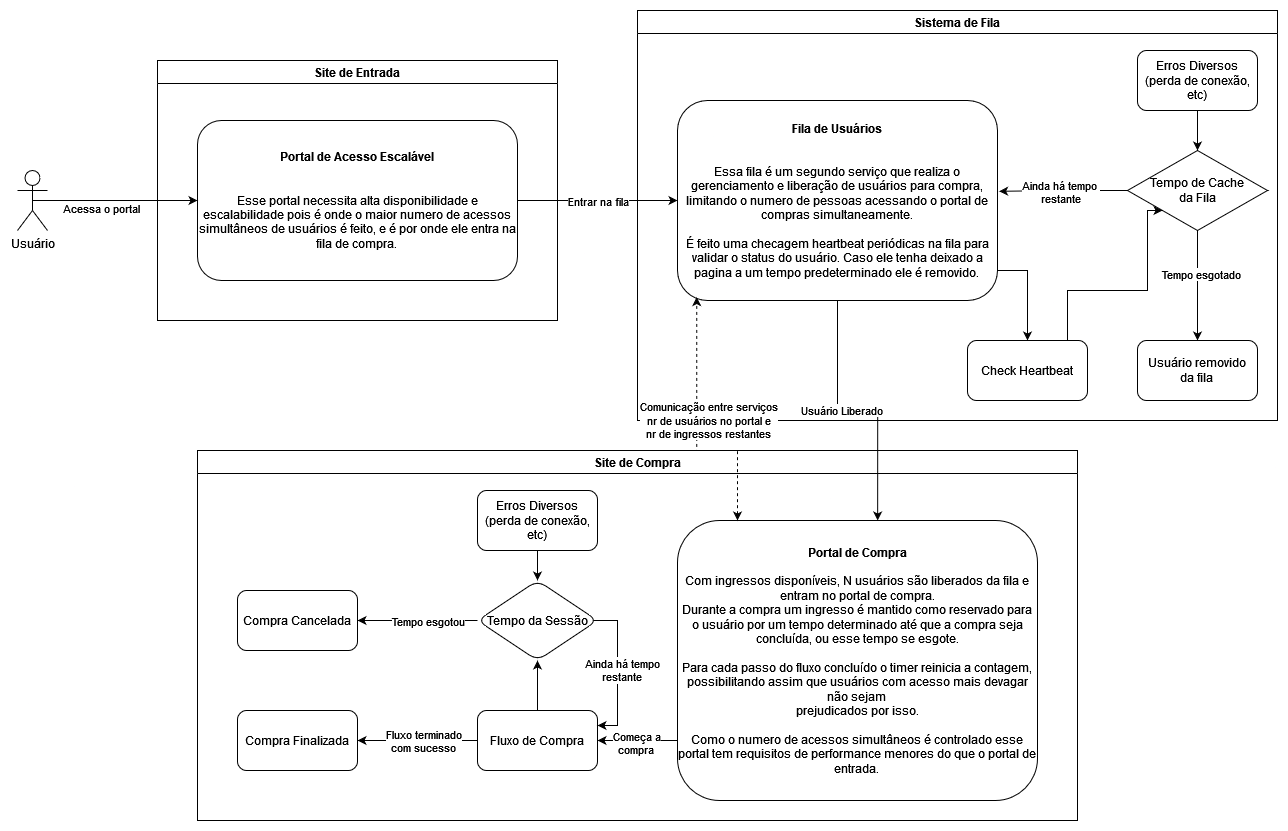 Usuário
Acessa o portal
Site de Entrada
Portal de Acesso Escalável
Esse portal necessita alta disponibilidade e
escalabilidade pois é onde o maior numero de acessos
simultâneos de usuários é feito, e é por onde ele entra na
fila de compra.
Entrar na fila
Sistema de Fila
Fila de Usuários
Essa fila é um segundo serviço que realiza o
gerenciamento e liberação de usuários para compra,
limitando o numero de pessoas acessando o portal de
compras simultaneamente.
É feito uma checagem heartbeat periódicas na fila para
validar o status do usuário. Caso ele tenha deixado a
pagina a um tempo predeterminado ele é removido.
Erros Diversos
(perda de conexão,
etc)
Tempo de Cache
da Fila
Ainda há tempo
restante
Tempo esgotado
Check Heartbeat
Usuário removido
da fila
Comunicação entre serviços
nr de usuários no portal e
nr de ingressos restantes
Usuário Liberado
Site de Compra
Erros Diversos
(perda de conexão,
etc)
Tempo da Sessão
Tempo esgotou
Compra Cancelada
Ainda há tempo
restante
Fluxo de Compra
Fluxo terminado
com sucesso
Compra Finalizada
Começa a
compra
Portal de Compra
Com ingressos disponíveis, N usuários são liberados da fila e
entram no portal de compra.
Durante a compra um ingresso é mantido como reservado para
o usuário por um tempo determinado até que a compra seja
concluída, ou esse tempo se esgote.
Para cada passo do fluxo concluído o timer reinicia a contagem,
possibilitando assim que usuários com acesso mais devagar
não sejam
prejudicados por isso.
Como o numero de acessos simultâneos é controlado esse
portal tem requisitos de performance menores do que o portal de
entrada.